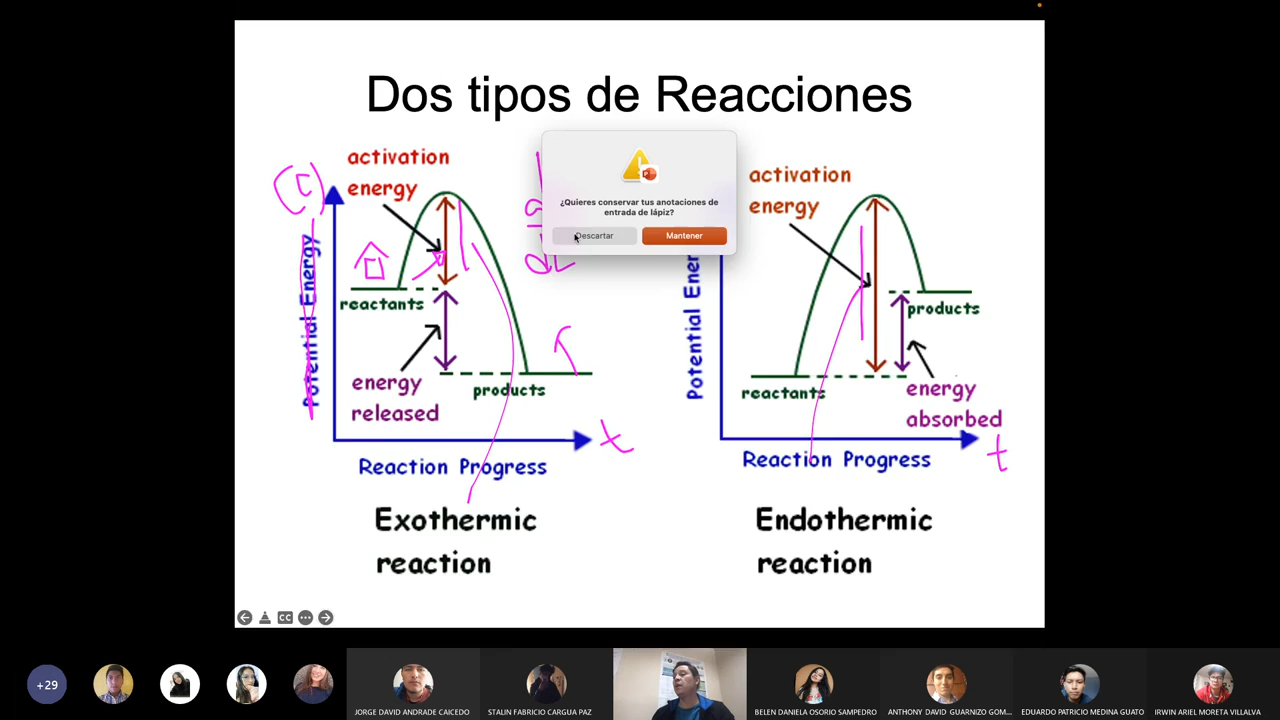 Dos tipos de Reacciones
activation
energy
(C)
Potential Energy
reactants
energy
released
products
t
Reaction Progress
Exothermic
reaction
¿Quieres conservar tus anotaciones de
entrada de lápiz?
Descartar
Mantener
activation
energy
Potential Ener
products
reactants
energy
absorbed
t
Reaction Progress
Endothermic
reaction
CC
+29
JORGE DAVID ANDRADE CAICEDO
STALIN FABRICIO CARGUA PAZ
BELEN DANIELA OSORIO SAMPEDRO
ANTHONY DAVID GUARNIZO GOM...
EDUARDO PATRICIO MEDINA GUATO
IRWIN ARIEL MORETA VILLALVA